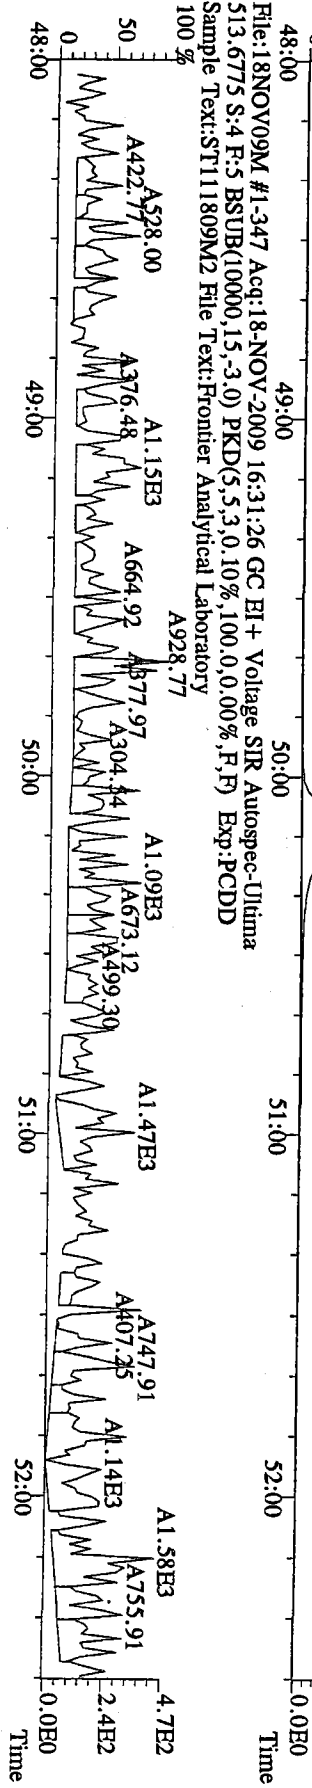 0.0E0
48:00 49:00 50:00 51:00 52:00 Time
File:18NOV09M #1-347 Acq:18-NOV-2009 16:31:26 GC EI+ Voltage SIR Autospec-Ultima
513.6775 S:4 F:5 BSUB(10000,15,-3.0) PKD(5,5,3,0.10%,100.0,0.00%,F,F) Exp:PCDD
Sample Text:ST111809M2 File Text:Frontier Analytical Laboratory
100 % 4.7E2
A928.77
A528.00 A1.15E3 A1.09E3 A1.47E3 A1.58E3
A422.77 A376.48 A664.92 A377.97 A673.12 A747.91 A755.91
50 A304.54 A499.30 A407.25 A1.14E3 2.4E2
0 0.0E0
48:00 49:00 50:00 51:00 52:00 Time